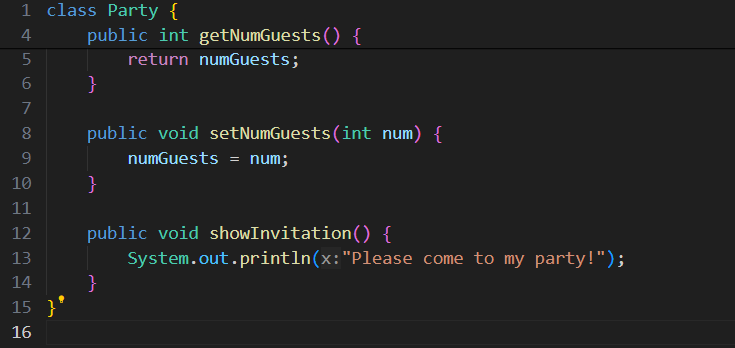 1 class Party {
4     public int getNumGuests() {
5         return numGuests;
6     }
7
8     public void setNumGuests(int num) {
9         numGuests = num;
10     }
11
12     public void showInvitation() {
13         System.out.println(x:"Please come to my party!");
14     }
15 }
16